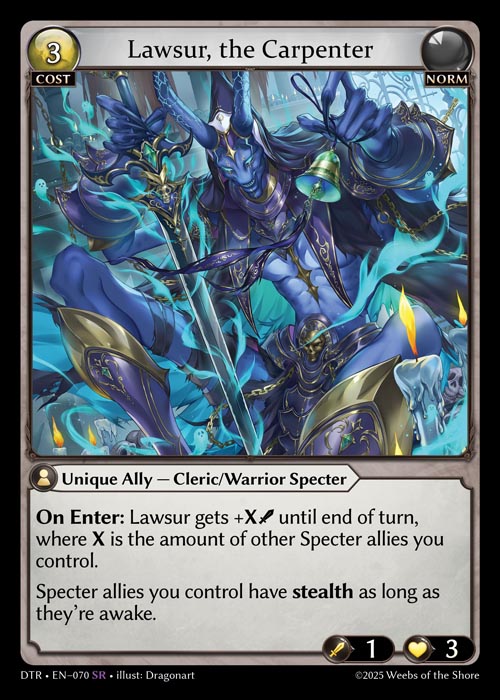 3
COST
Lawsur, the Carpenter
NORM
Unique Ally — Cleric/Warrior Specter
On Enter: Lawsur gets +X until end of turn,
where X is the amount of other Specter allies you
control.
Specter allies you control have stealth as long as
they're awake.
1
3
DTR • EN-070 SR • illust: Dragonart
©2025 Weebs of the Shore